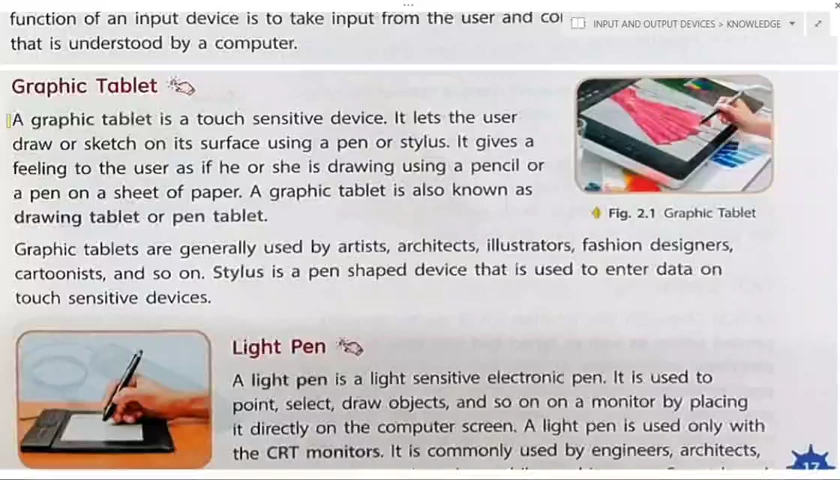 function of an input device is to take input from the user and
INPUT AND OUTPUT DEVICES > KNOWLEDGE
that is understood by a computer.
Graphic Tablet
A graphic tablet is a touch sensitive device. It lets the user
draw or sketch on its surface using a pen or stylus. It gives a
feeling to the user as if he or she is drawing using a pencil or
a pen on a sheet of paper. A graphic tablet is also known as
drawing tablet or pen tablet.
Fig. 2.1 Graphic Tablet
Graphic tablets are generally used by artists, architects, illustrators, fashion designers,
cartoonists, and so on. Stylus is a pen shaped device that is used to enter data on
touch sensitive devices.
Light Pen
A light pen is a light sensitive electronic pen. It is used to
point, select, draw objects, and so on on a monitor by placing
it directly on the computer screen. A light pen is used only with
the CRT monitors. It is commonly used by engineers, architects,
17